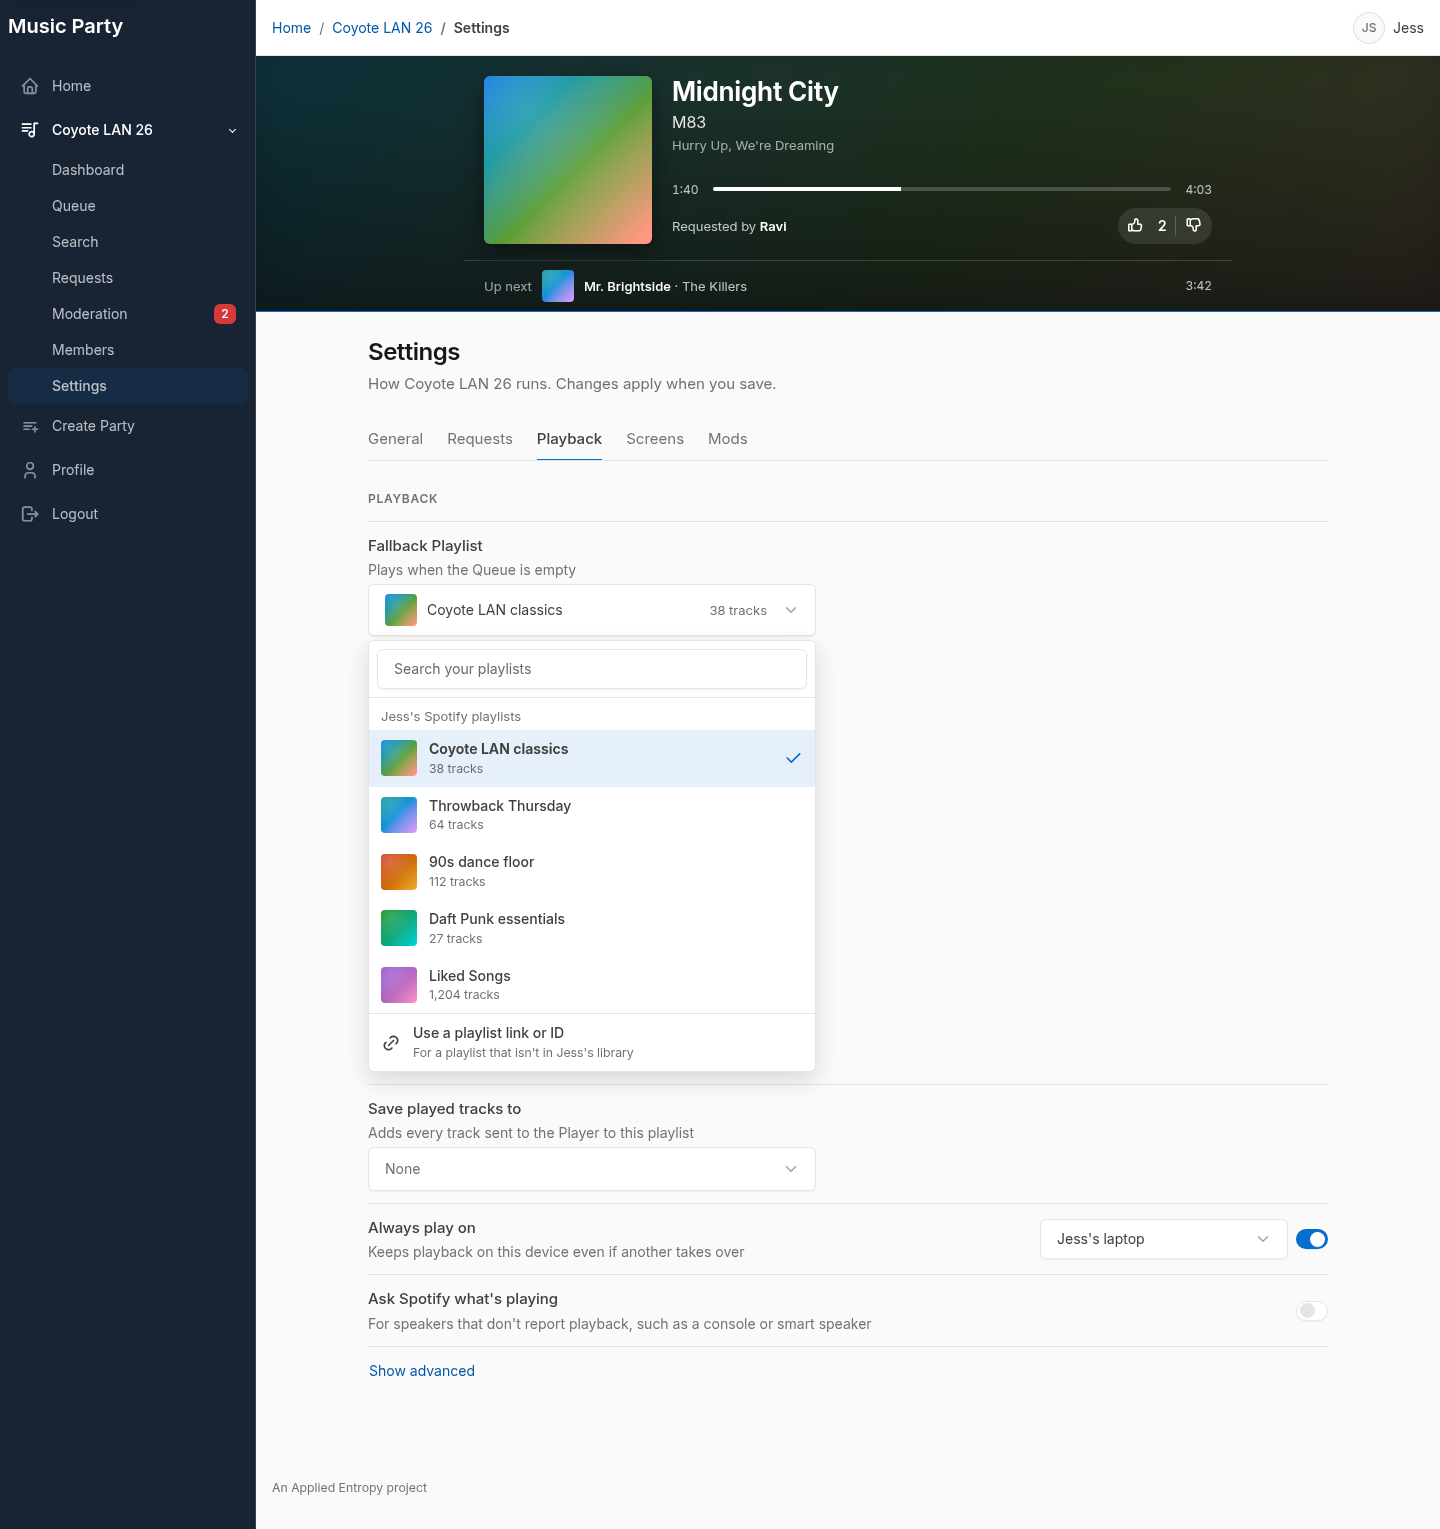 Music Party
Home
Coyote LAN 26
Dashboard
Queue
Search
Requests
Moderation 2
Members
Settings
Create Party
Profile
Logout
Home / Coyote LAN 26 / Settings
JS Jess
Midnight City
M83
Hurry Up, We're Dreaming
1:40 4:03
Requested by Ravi
2
Up next Mr. Brightside · The Killers 3:42
Settings
How Coyote LAN 26 runs. Changes apply when you save.
General Requests Playback Screens Mods
PLAYBACK
Fallback Playlist
Plays when the Queue is empty
Coyote LAN classics 38 tracks
Search your playlists
Jess's Spotify playlists
Coyote LAN classics
38 tracks
Throwback Thursday
64 tracks
90s dance floor
112 tracks
Daft Punk essentials
27 tracks
Liked Songs
1,204 tracks
Use a playlist link or ID
For a playlist that isn't in Jess's library
Save played tracks to
Adds every track sent to the Player to this playlist
None
Always play on
Keeps playback on this device even if another takes over
Jess's laptop
Ask Spotify what's playing
For speakers that don't report playback, such as a console or smart speaker
Show advanced
An Applied Entropy project